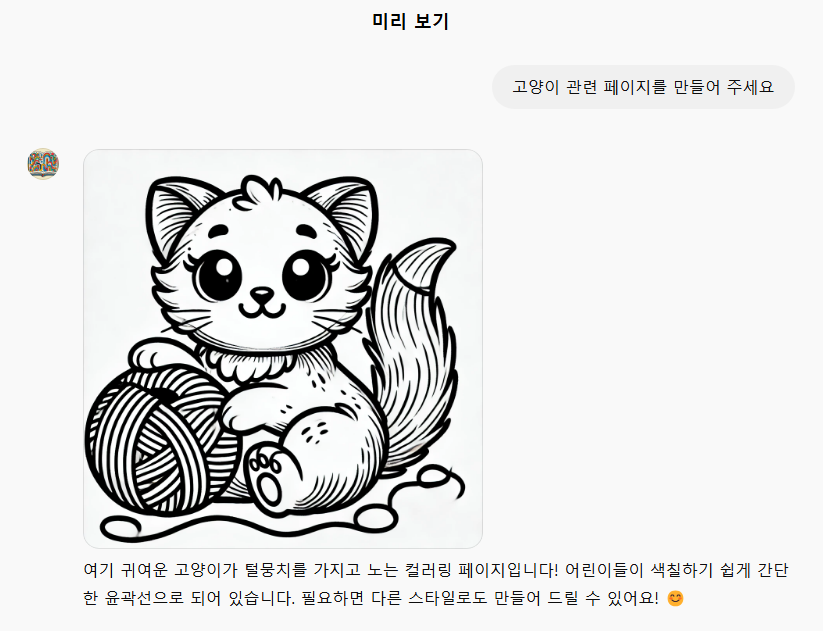 미리 보기
고양이 관련 페이지를 만들어 주세요
여기 귀여운 고양이가 털뭉치를 가지고 노는 컬러링 페이지입니다! 어린이들이 색칠하기 쉽게 간단
한 윤곽선으로 되어 있습니다. 필요하면 다른 스타일로도 만들어 드릴 수 있어요! 😊